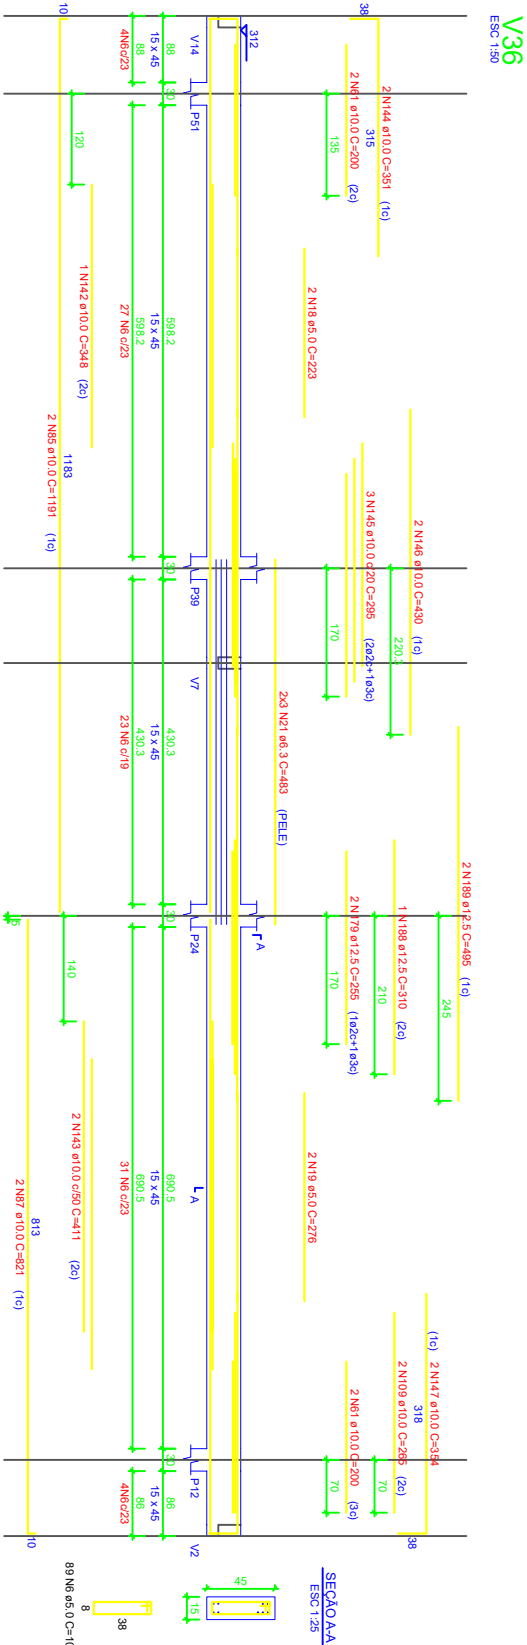 V36
ESC 1:50
38
2 N144 ø10.0 C=351 (1c)
315
2 N61 ø10.0 C=200 (2c)
135
2 N18 ø5.0 C=223
2 N146 ø10.0 C=430 (1c)
220.3
3 N145 ø10.0 c/20 C=295 (2ø2c+1ø3c)
170
2x3 N21 ø6.3 C=483 (PELE)
2 N189 ø12.5 C=495 (1c)
245
1 N188 ø12.5 C=310 (2c)
210
2 N179 ø12.5 C=255 (1ø2c+1ø3c)
170
2 N19 ø5.0 C=276
(1c) 2 N147 ø10.0 C=354
318
2 N109 ø10.0 C=265 (2c)
70
2 N61 ø10.0 C=200 (3c)
70
38
312
A
A
V14
P51
P39
V7
P24
P12
V2
88
30
598.2
30
430.3
30
690.5
30
86
15 x 45
15 x 45
15 x 45
15 x 45
15 x 45
88
598.2
430.3
690.5
86
4N6c/23
27 N6 c/23
23 N6 c/19
31 N6 c/23
4N6c/23
120
1 N142 ø10.0 C=348 (2c)
140
2 N143 ø10.0 c/50 C=411 (2c)
10
1183
2 N85 ø10.0 C=1191 (1c)
813
2 N87 ø10.0 C=821 (1c)
10
SEÇÃO A-A
ESC 1:25
45
15
38
8
89 N6 ø5.0